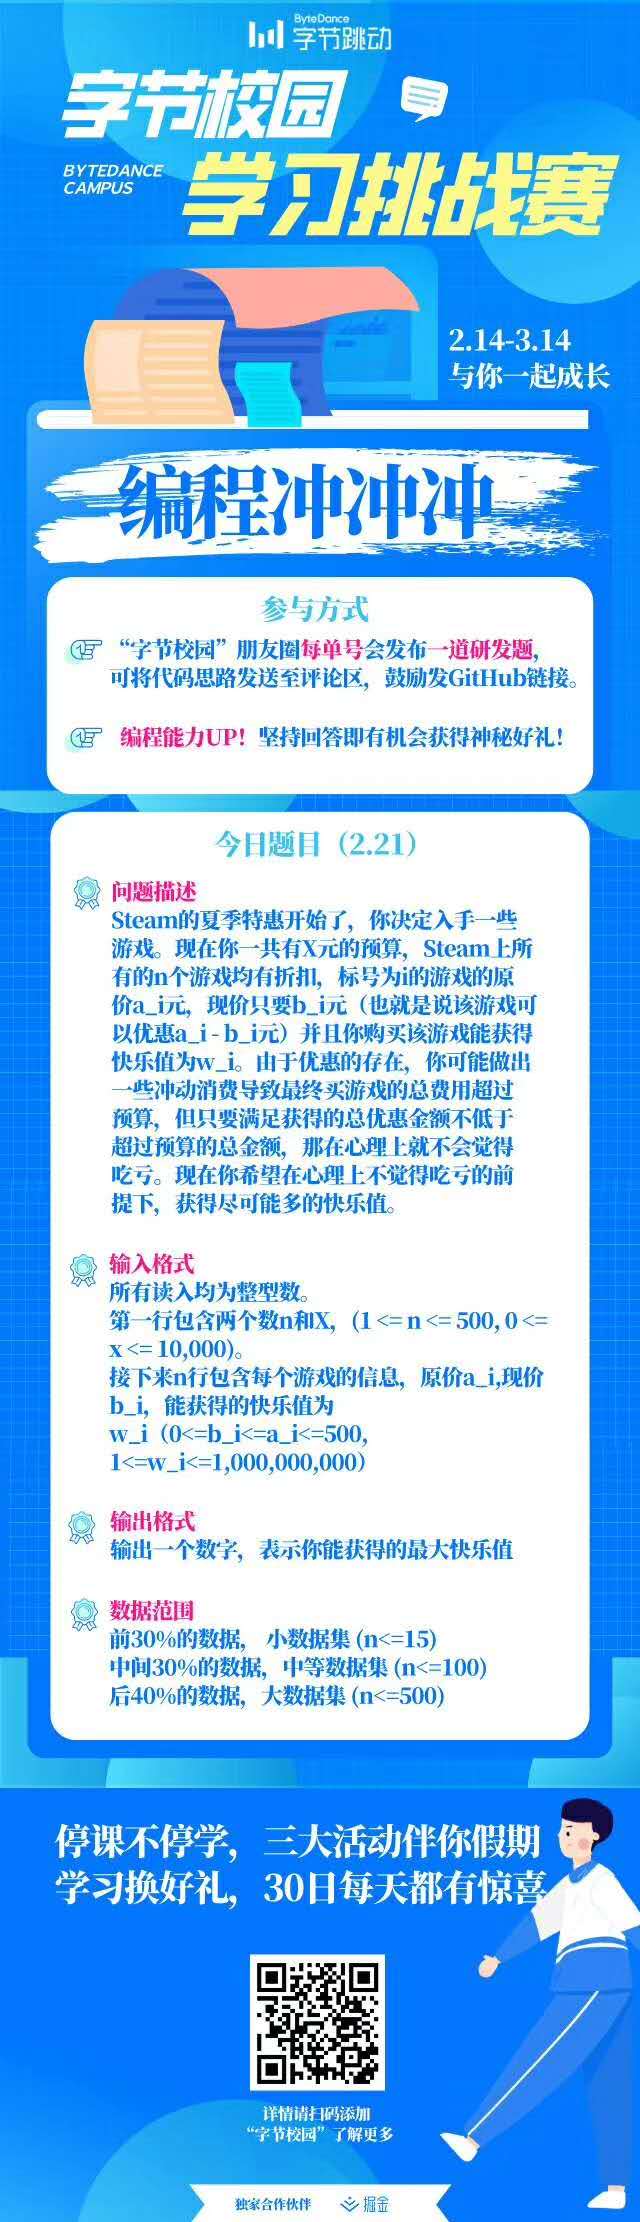 ByteDance
字节跳动
字节校园
BYTEDANCE
CAMPUS
学习挑战赛
2.14-3.14
与你一起成长
编程冲冲冲
参与方式
“字节校园”朋友圈每单号会发布一道研发题，
可将代码思路发送至评论区，鼓励发GitHub链接。
编程能力UP！坚持回答即有机会获得神秘好礼！
今日题目（2.21）
问题描述
Steam的夏季特惠开始了，你决定入手一些
游戏。现在你一共有X元的预算，Steam上所
有的n个游戏均有折扣，标号为i的游戏的原
价a_i元，现价只要b_i元（也就是说该游戏可
以优惠a_i - b_i元）并且你购买该游戏能获得
快乐值为w_i。由于优惠的存在，你可能做出
一些冲动消费导致最终买游戏的总费用超过
预算，但只要满足获得的总优惠金额不低于
超过预算的总金额，那在心理上就不会觉得
吃亏。现在你希望在心理上不觉得吃亏的前
提下，获得尽可能多的快乐值。
输入格式
所有读入均为整型数。
第一行包含两个数n和X，(1 <= n <= 500, 0 <=
x <= 10,000)。
接下来n行包含每个游戏的信息，原价a_i,现价
b_i，能获得的快乐值为
w_i（0<=b_i<=a_i<=500,
1<=w_i<=1,000,000,000）
输出格式
输出一个数字，表示你能获得的最大快乐值
数据范围
前30%的数据， 小数据集 (n<=15)
中间30%的数据，中等数据集 (n<=100)
后40%的数据，大数据集 (n<=500)
停课不停学，三大活动伴你假期
学习换好礼，30日每天都有惊喜
详情请扫码添加
“字节校园”了解更多
独家合作伙伴 掘金